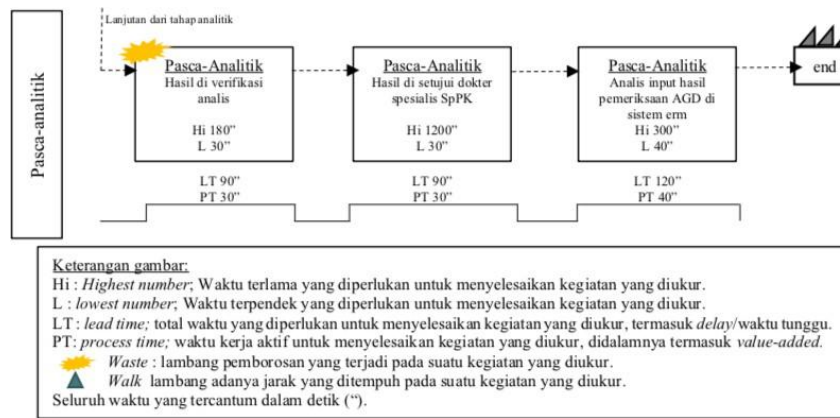 Lanjutan dari tahap analitik
Pasca-analitik
Pasca-Analitik
Hasil di verifikasi
analis
Hi 180”
L 30”
Pasca-Analitik
Hasil di setujui dokter
spesialis SpPK
Hi 1200”
L 30”
Pasca-Analitik
Analis input hasil
pemeriksaan AGD di
sistem erm
Hi 300”
L 40”
end
LT 90”
PT 30”
LT 90”
PT 30”
LT 120”
PT 40”
Keterangan gambar:
Hi : Highest number; Waktu terlama yang diperlukan untuk menyelesaikan kegiatan yang diukur.
L : lowest number; Waktu terpendek yang diperlukan untuk menyelesaikan kegiatan yang diukur.
LT : lead time; total waktu yang diperlukan untuk menyelesaikan kegiatan yang diukur, termasuk delay/waktu tunggu.
PT: process time; waktu kerja aktif untuk menyelesaikan kegiatan yang diukur, didalamnya termasuk value-added.
Waste : lambang pemborosan yang terjadi pada suatu kegiatan yang diukur.
Walk lambang adanya jarak yang ditempuh pada suatu kegiatan yang diukur.
Seluruh waktu yang tercantum dalam detik (“).